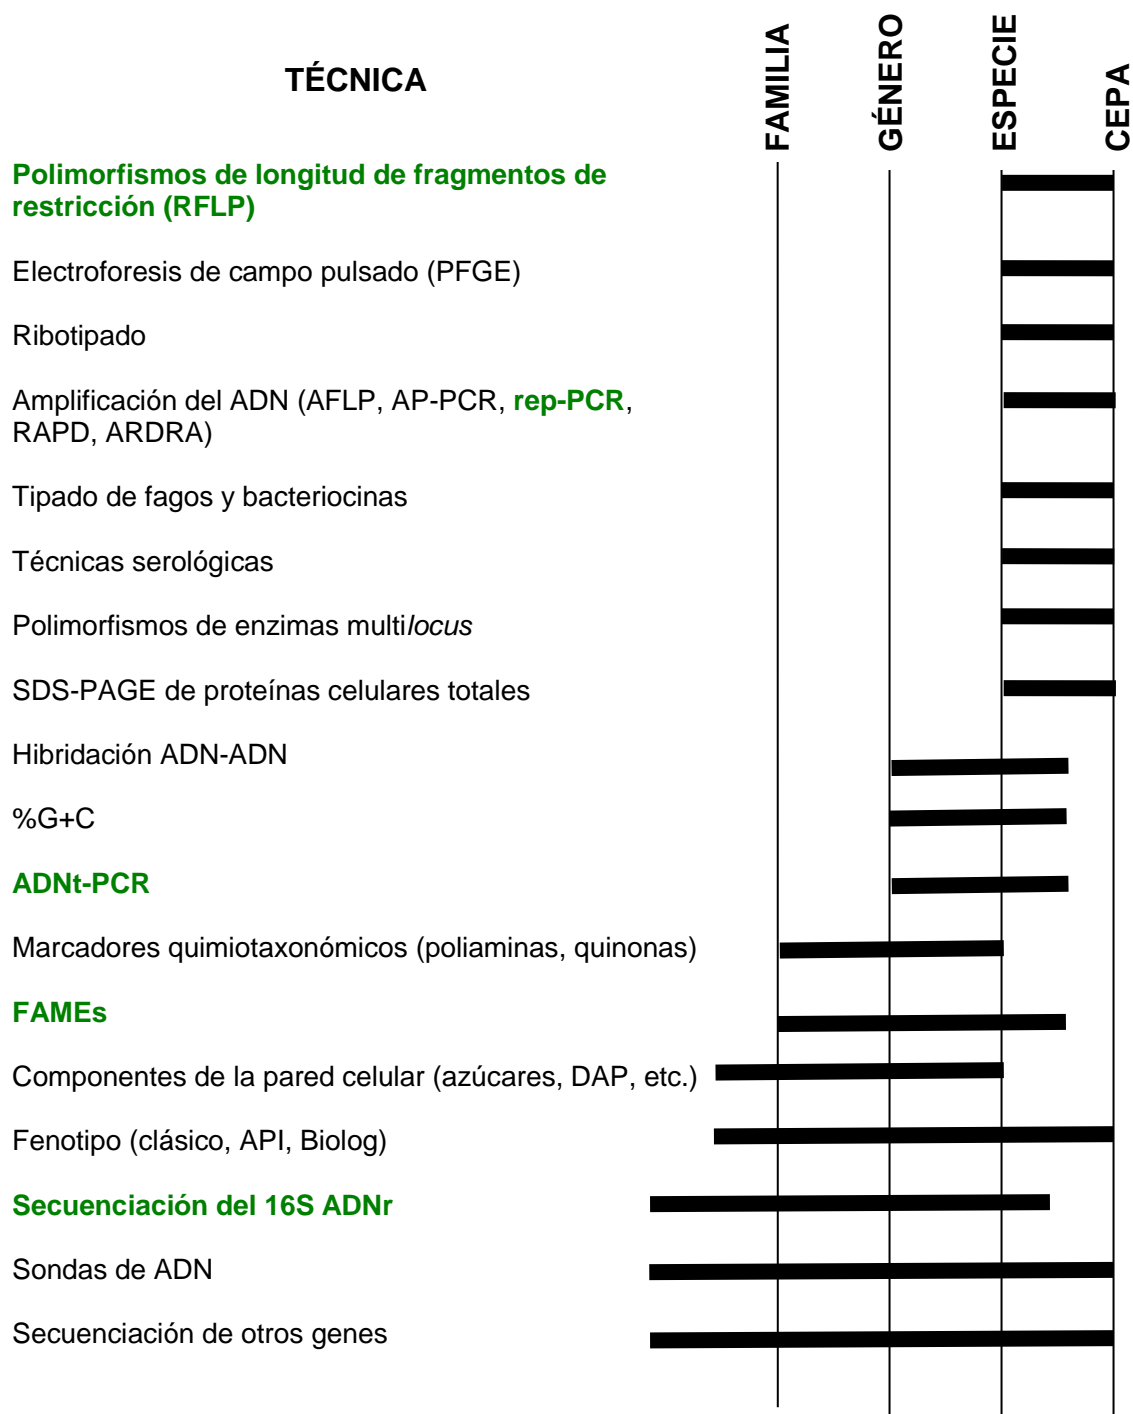 TÉCNICA
FAMILIA
GÉNERO
ESPECIE
CEPA
Polimorfismos de longitud de fragmentos de
restricción (RFLP)
Electroforesis de campo pulsado (PFGE)
Ribotipado
Amplificación del ADN (AFLP, AP-PCR, rep-PCR,
RAPD, ARDRA)
Tipado de fagos y bacteriocinas
Técnicas serológicas
Polimorfismos de enzimas multilocus
SDS-PAGE de proteínas celulares totales
Hibridación ADN-ADN
%G+C
ADNt-PCR
Marcadores quimiotaxonómicos (poliaminas, quinonas)
FAMEs
Componentes de la pared celular (azúcares, DAP, etc.)
Fenotipo (clásico, API, Biolog)
Secuenciación del 16S ADNr
Sondas de ADN
Secuenciación de otros genes